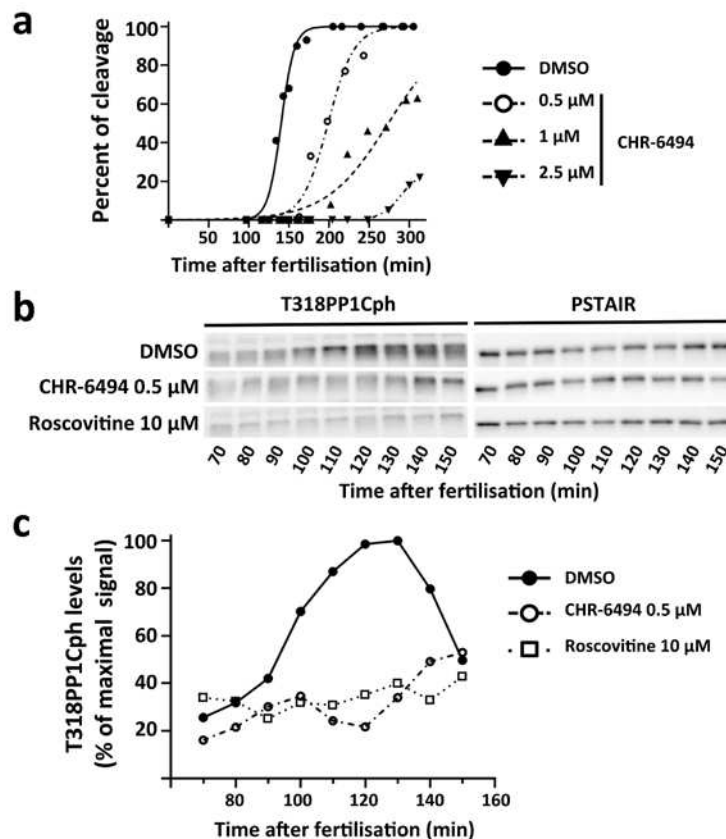 a
Percent of cleavage
100
80
60
40
20
50 100 150 200 250 300
Time after fertilisation (min)
DMSO
0.5 µM
1 µM
2.5 µM
CHR-6494
b
T318PP1Cph PSTAIR
DMSO
CHR-6494 0.5 µM
Roscovitine 10 µM
70 80 90 100 110 120 130 140 150 70 80 90 100 110 120 130 140 150
Time after fertilisation (min)
c
T318PP1Cph levels
(% of maximal signal)
100
80
60
40
20
80 100 120 140 160
Time after fertilisation (min)
DMSO
CHR-6494 0.5 µM
Roscovitine 10 µM